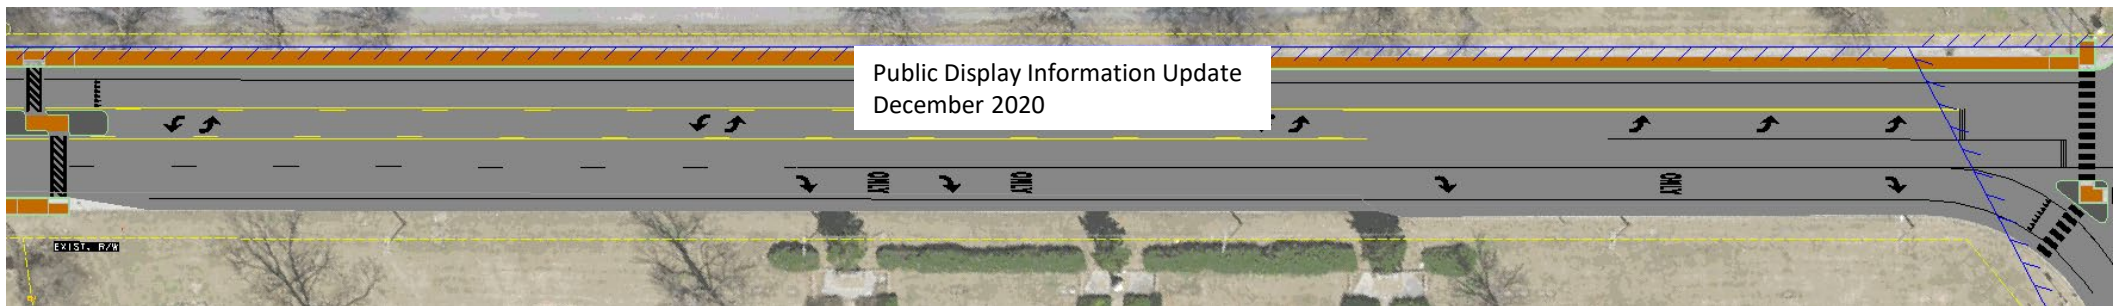 Public Display Information Update
December 2020
ONLY
ONLY
ONLY
EXIST. R/W